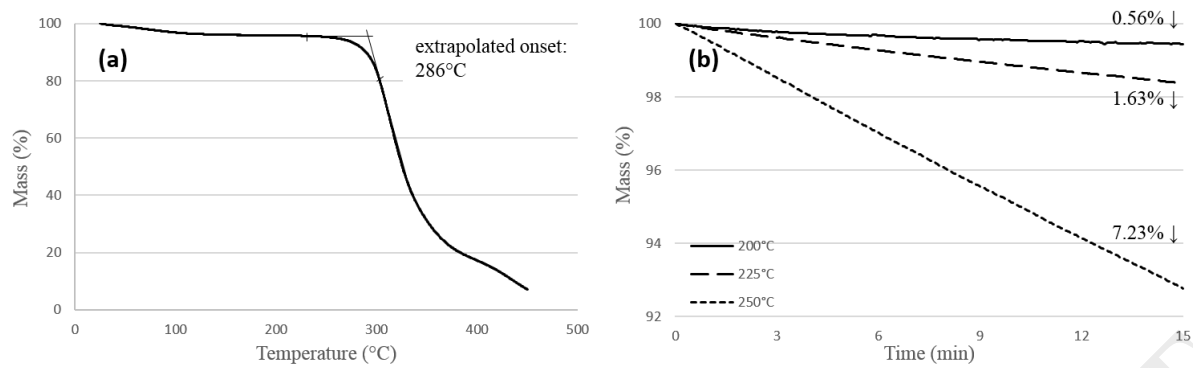 (a)
extrapolated onset:
286°C
100
80
60
40
20
0
Mass (%)
0 100 200 300 400 500
Temperature (°C)
(b)
0.56% ↓
1.63% ↓
7.23% ↓
100
98
96
94
92
Mass (%)
200°C
225°C
250°C
0 3 6 9 12 15
Time (min)